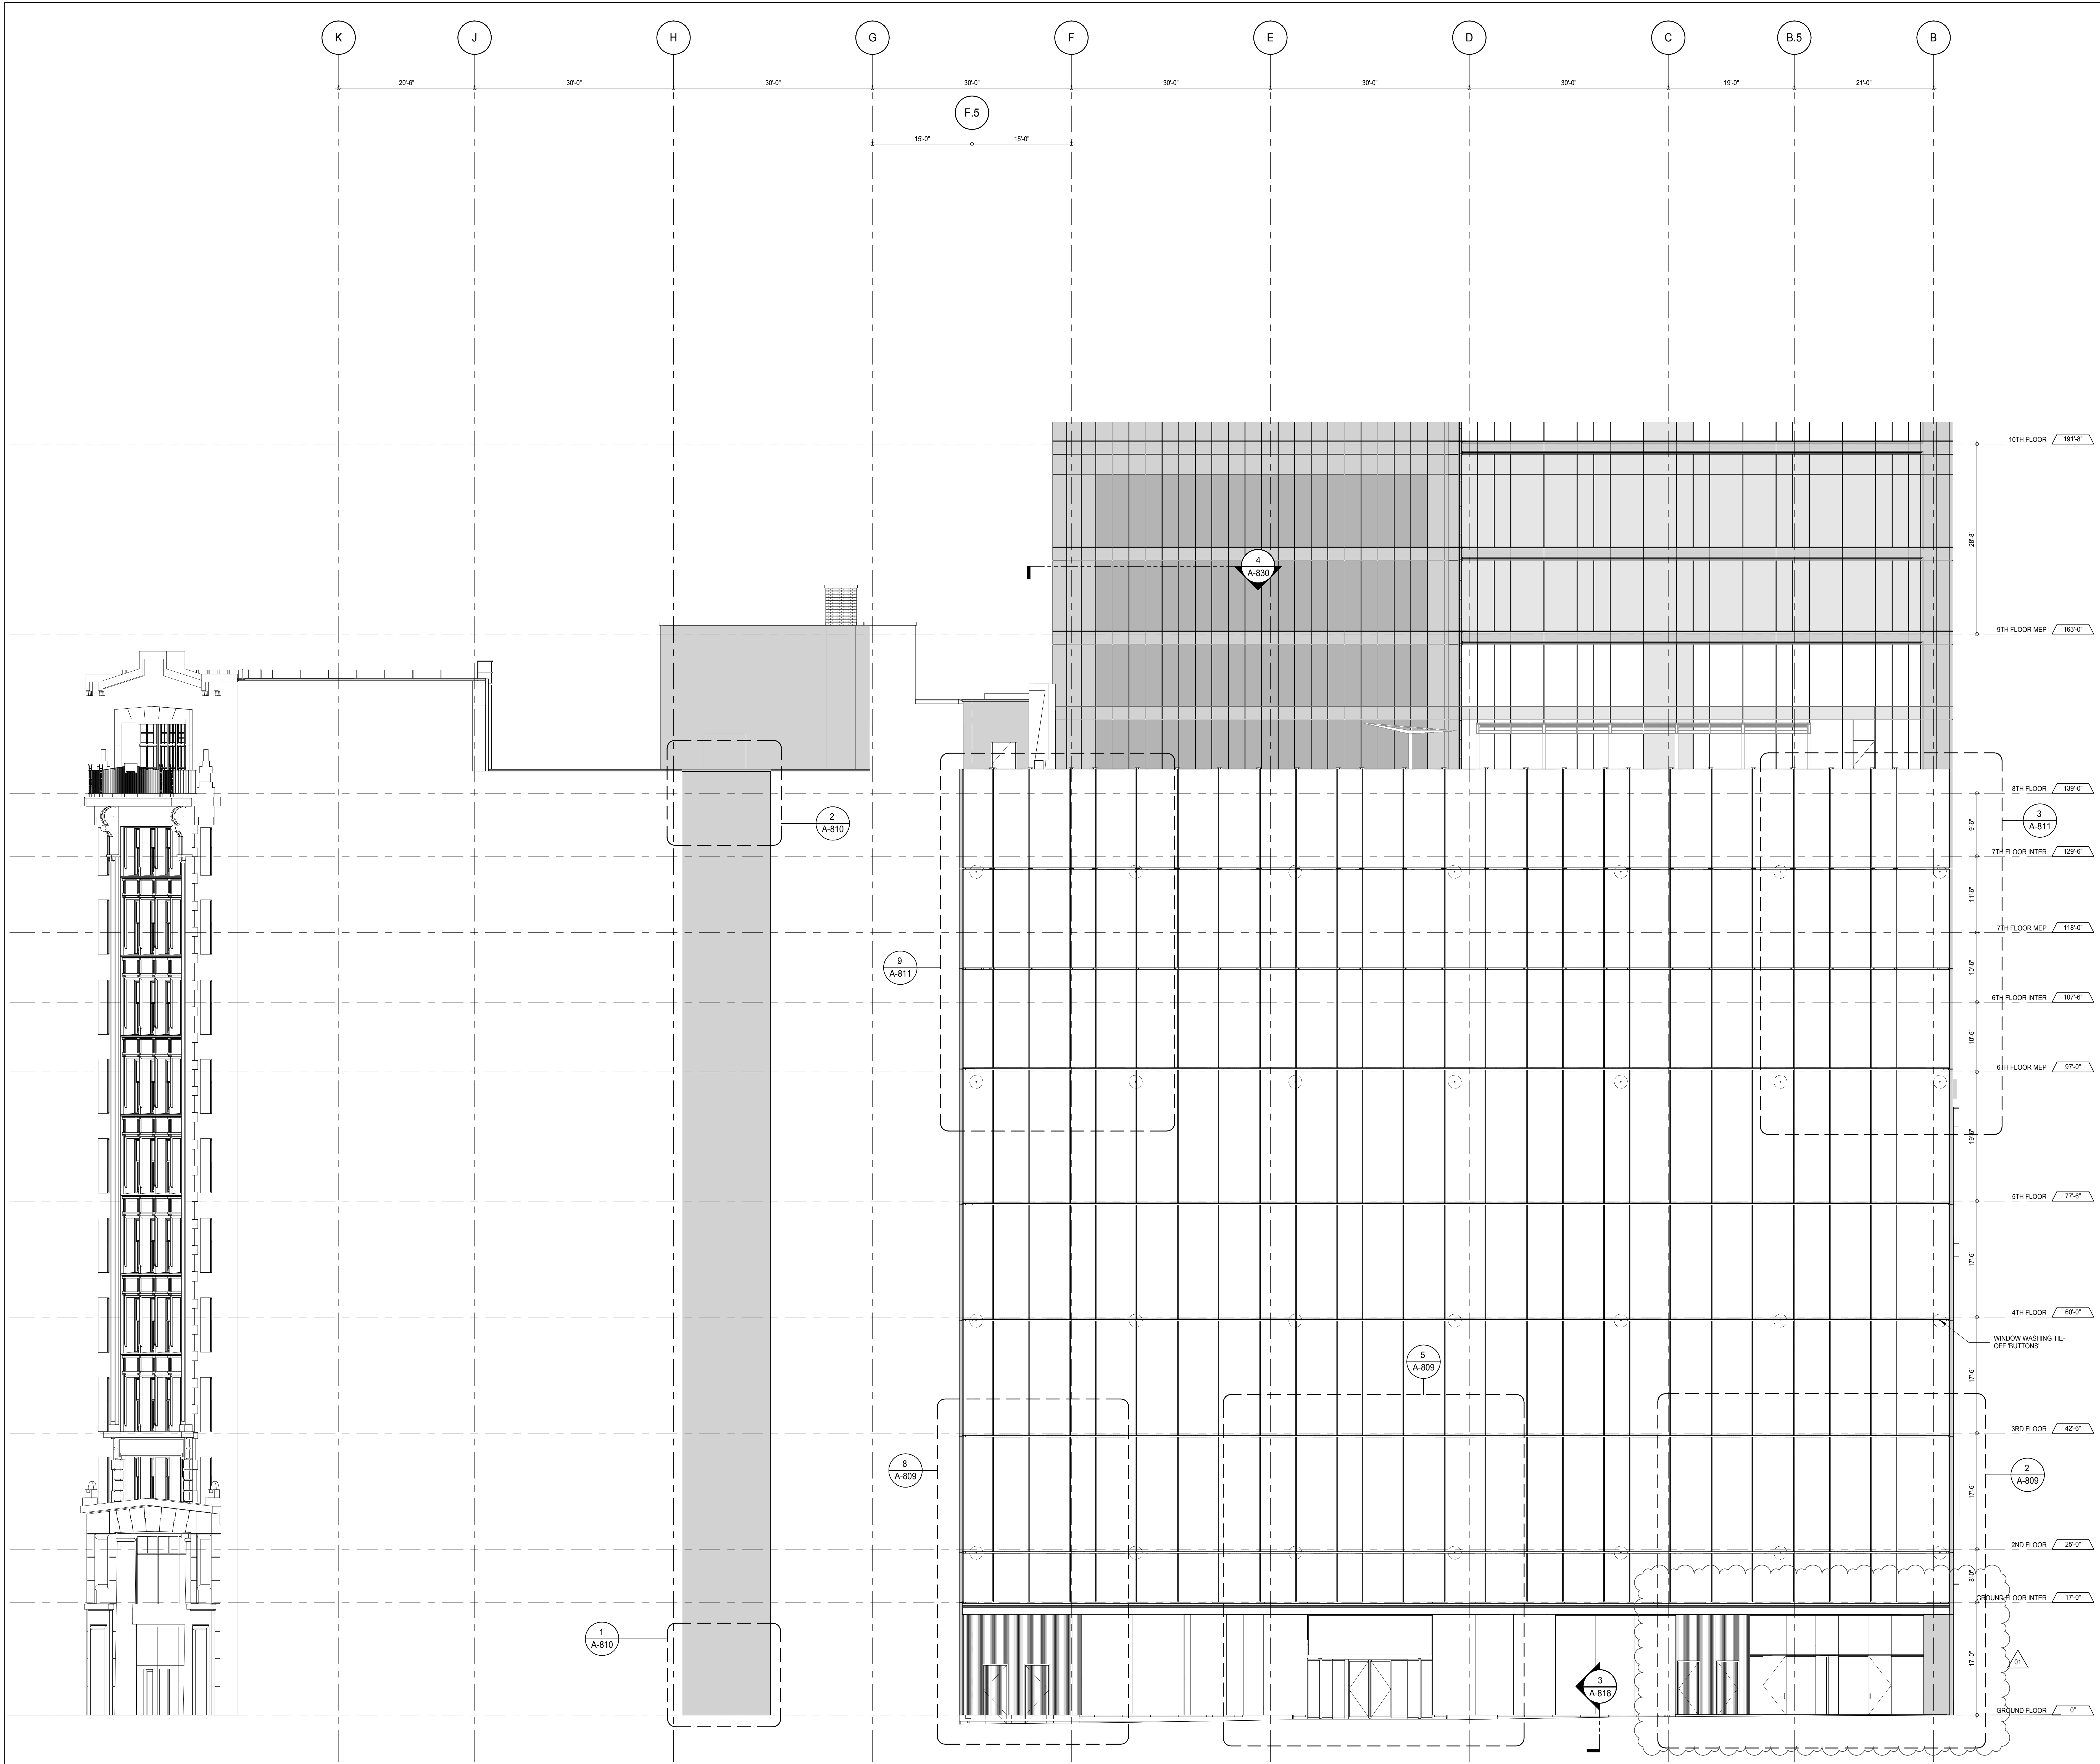 K
J
H
G
F
E
D
C
B.5
B
20'-6"
30'-0"
30'-0"
30'-0"
30'-0"
30'-0"
30'-0"
19'-0"
21'-0"
F.5
15'-0"
15'-0"
10TH FLOOR 191'-8"
28'-8"
4
A-830
9TH FLOOR MEP 163'-0"
8TH FLOOR 139'-0"
9'-6"
2
A-810
3
A-811
7TH FLOOR INTER 129'-6"
11'-6"
7TH FLOOR MEP 118'-0"
9
A-811
10'-6"
6TH FLOOR INTER 107'-6"
10'-6"
6TH FLOOR MEP 97'-0"
19'-6"
5TH FLOOR 77'-6"
17'-6"
4TH FLOOR 60'-0"
WINDOW WASHING TIE-
OFF 'BUTTONS'
5
A-809
17'-6"
3RD FLOOR 42'-6"
8
A-809
2
A-809
17'-6"
2ND FLOOR 25'-0"
8'-0"
GROUND FLOOR INTER 17'-0"
1
A-810
17'-0"
01
3
A-818
GROUND FLOOR 0"